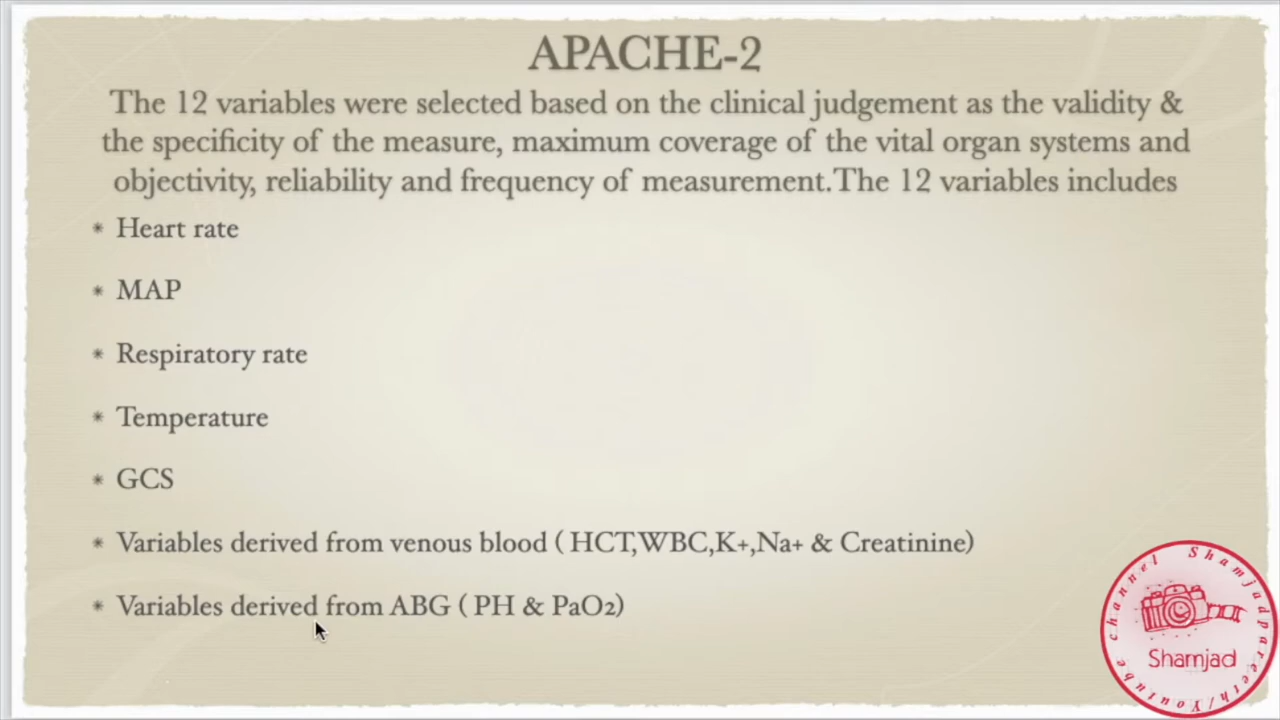 APACHE-2
The 12 variables were selected based on the clinical judgement as the validity &
the specificity of the measure, maximum coverage of the vital organ systems and
objectivity, reliability and frequency of measurement.The 12 variables includes
* Heart rate
* MAP
* Respiratory rate
* Temperature
* GCS
* Variables derived from venous blood ( HCT,WBC,K+,Na+ & Creatinine)
* Variables derived from ABG ( PH & PaO2)
Shamjadpareeth/Youtube channel
Shamjad